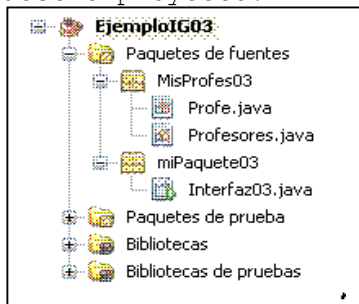 EjemploIG03
Paquetes de fuentes
MisProfes03
Profe.java
Profesores.java
miPaquete03
Interfaz03.java
Paquetes de prueba
Bibliotecas
Bibliotecas de pruebas